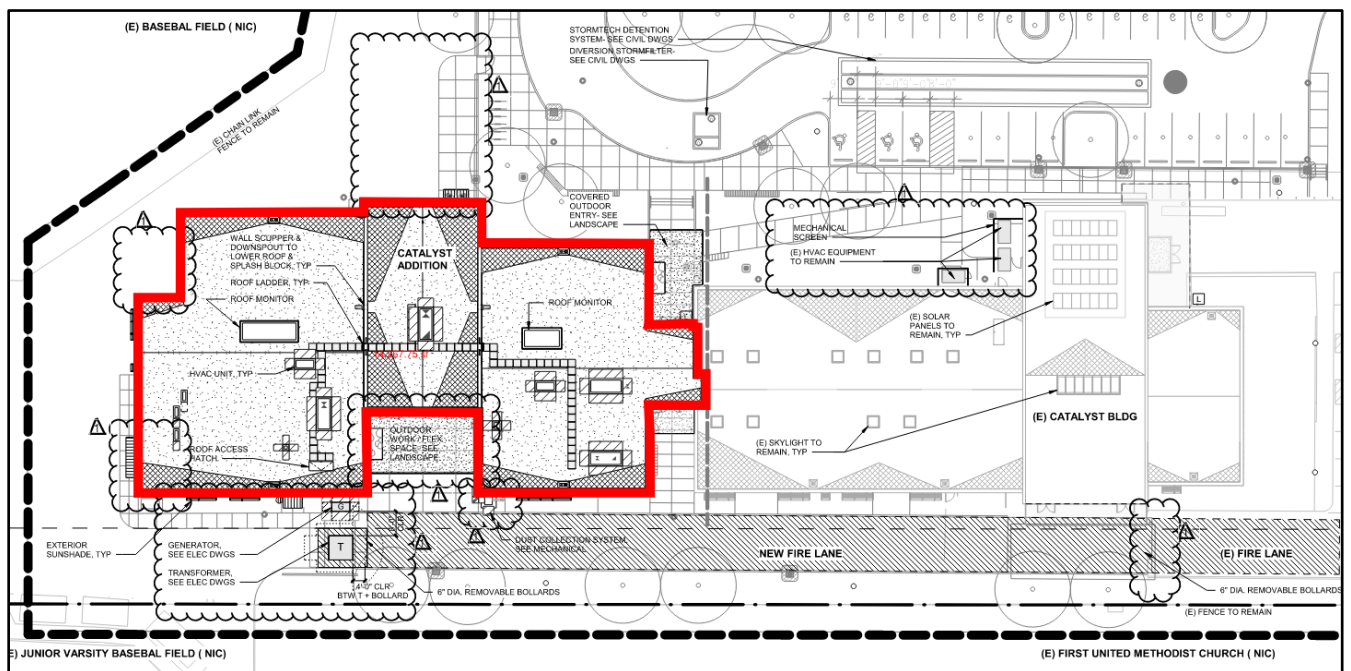 (E) BASEBAL FIELD ( NIC)
STORMTECH DETENTION
SYSTEM- SEE CIVIL DWGS
DIVERSION STORMFILTER-
SEE CIVIL DWGS
(E) CHAIN LINK
FENCE TO REMAIN
COVERED
OUTDOOR
ENTRY- SEE
LANDSCAPE
MECHANICAL
SCREEN
(E) HVAC EQUIPMENT
TO REMAIN
WALL SCUPPER &
DOWNSPOUT TO
LOWER ROOF &
SPLASH BLOCK, TYP
ROOF LADDER, TYP.
ROOF MONITOR
CATALYST
ADDITION
ROOF MONITOR
L
(E) SOLAR
PANELS TO
REMAIN, TYP
HVAC UNIT, TYP
(E) CATALYST BLDG
OUTDOOR
WORK / FLEX
SPACE- SEE
LANDSCAPE
(E) SKYLIGHT TO
REMAIN, TYP
ROOF ACCESS
HATCH.
G
EXTERIOR
SUNSHADE, TYP
GENERATOR,
SEE ELEC DWGS
T
TRANSFORMER,
SEE ELEC DWGS
DUST COLLECTION SYSTEM,
SEE MECHANICAL
NEW FIRE LANE
(E) FIRE LANE
4'-0" CLR
BTW T + BOLLARD
6" DIA. REMOVABLE BOLLARDS
6" DIA. REMOVABLE BOLLARDS
(E) FENCE TO REMAIN
E) JUNIOR VARSITY BASEBAL FIELD ( NIC)
(E) FIRST UNITED METHODIST CHURCH ( NIC)